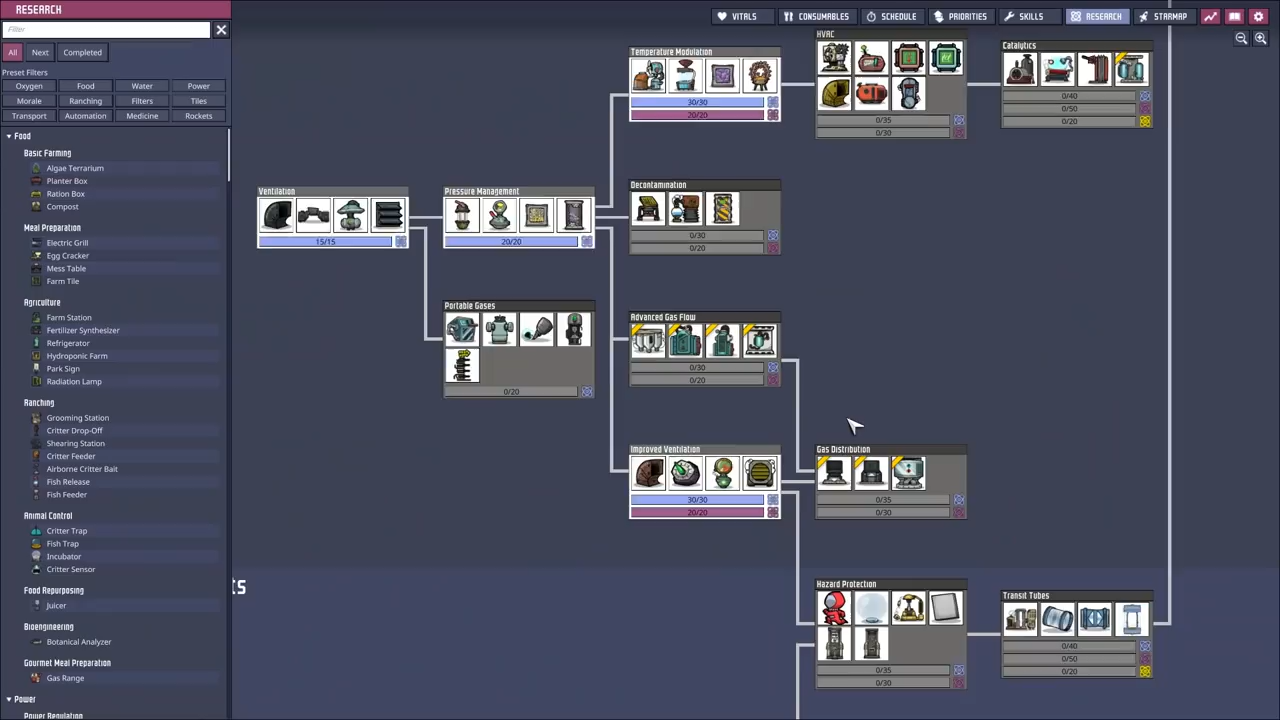 RESEARCH
Filter
All
Next
Completed
Preset Filters
Oxygen
Food
Water
Power
Morale
Ranching
Filters
Tiles
Transport
Automation
Medicine
Rockets
Food
Basic Farming
Algae Terrarium
Planter Box
Ration Box
Compost
Meal Preparation
Electric Grill
Egg Cracker
Mess Table
Farm Tile
Agriculture
Farm Station
Fertilizer Synthesizer
Refrigerator
Hydroponic Farm
Park Sign
Radiation Lamp
Ranching
Grooming Station
Critter Drop-Off
Shearing Station
Critter Feeder
Airborne Critter Bait
Fish Release
Fish Feeder
Animal Control
Critter Trap
Fish Trap
Incubator
Critter Sensor
Food Repurposing
Juicer
Bioengineering
Botanical Analyzer
Gourmet Meal Preparation
Gas Range
Power
Power Regulation
VITALS
CONSUMABLES
SCHEDULE
PRIORITIES
SKILLS
RESEARCH
STARMAP
Temperature Modulation
30/30
20/20
HVAC
0/35
0/30
Catalytics
0/40
0/50
0/20
Ventilation
15/15
Pressure Management
20/20
Decontamination
0/30
0/20
Portable Gases
0/20
Advanced Gas Flow
0/30
0/20
Improved Ventilation
30/30
20/20
Gas Distribution
0/35
0/30
Hazard Protection
0/35
0/30
Transit Tubes
0/40
0/50
0/20